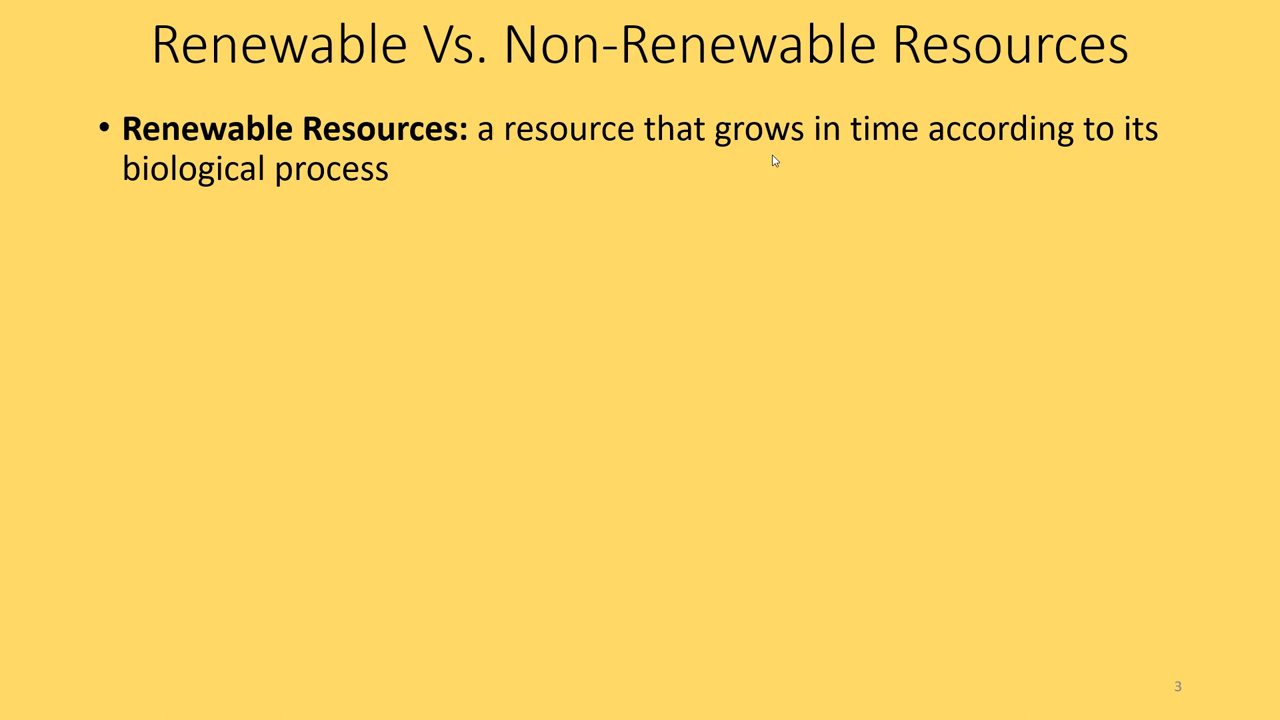 Renewable Vs. Non-Renewable Resources
• Renewable Resources: a resource that grows in time according to its
biological process
3